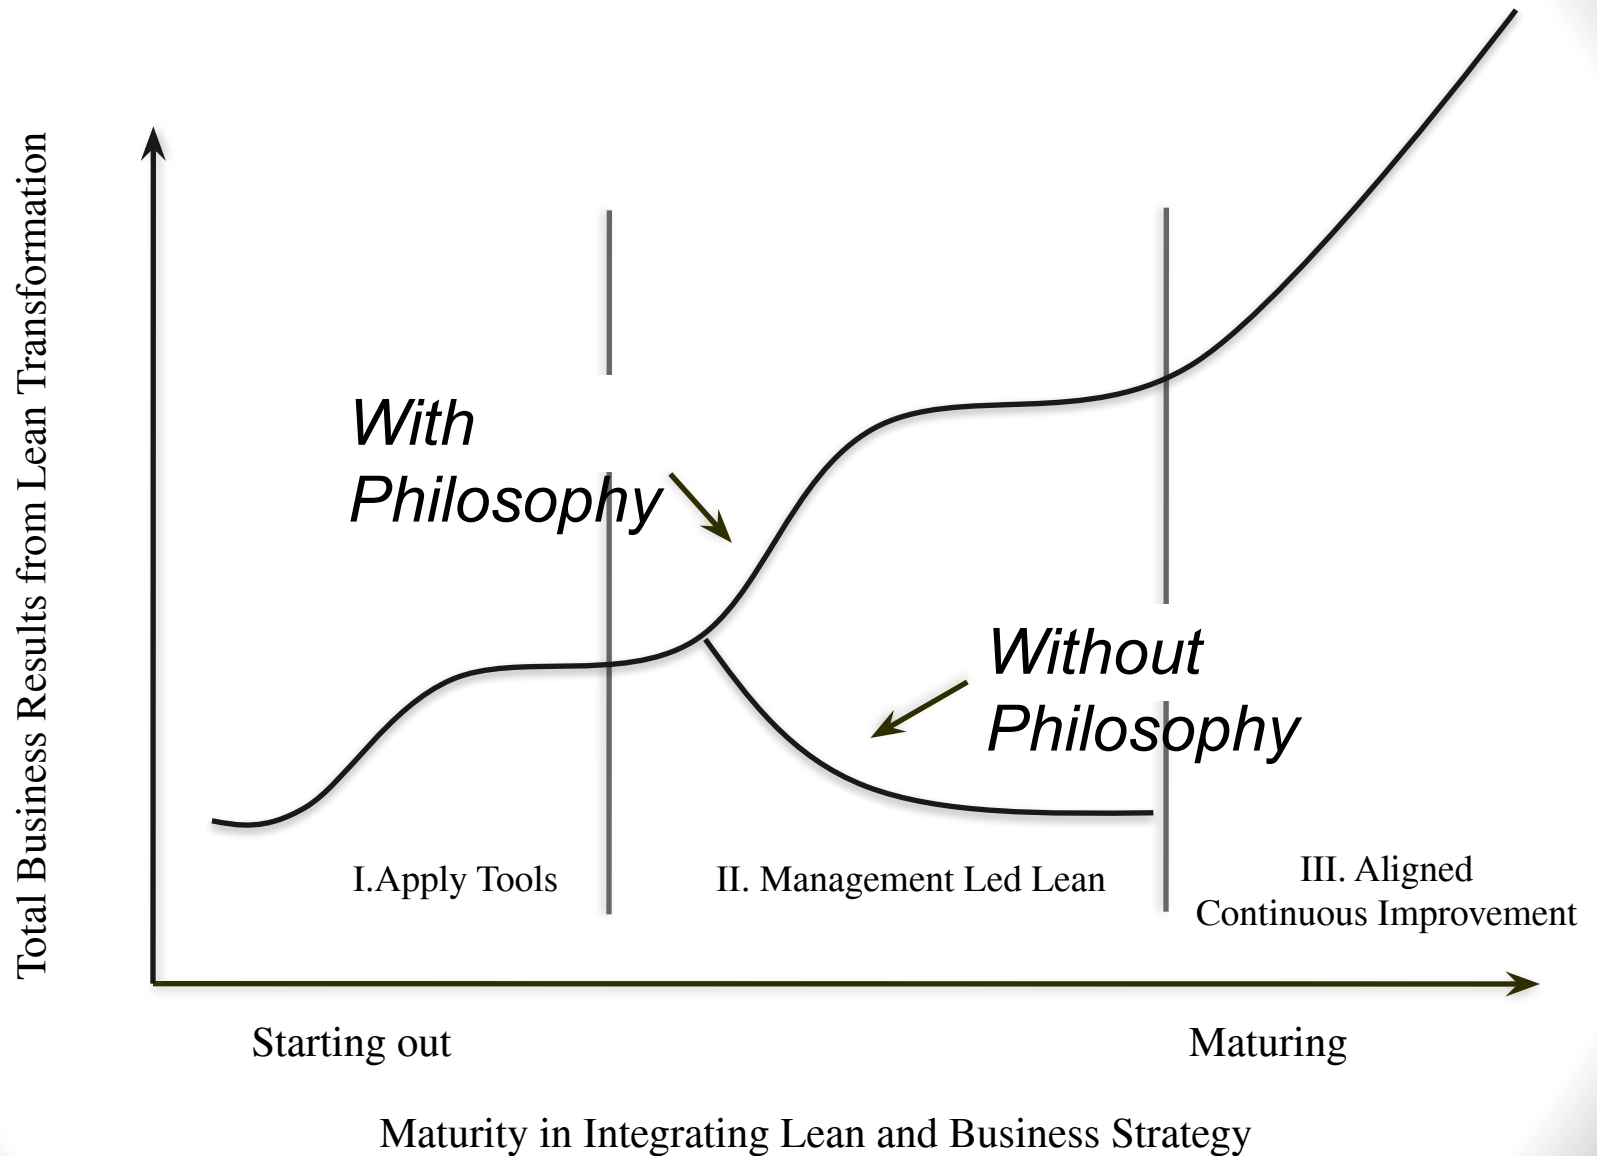 Total Business Results from Lean Transformation
With
Philosophy
Without
Philosophy
I.Apply Tools
II. Management Led Lean
III. Aligned
Continuous Improvement
Starting out
Maturing
Maturity in Integrating Lean and Business Strategy